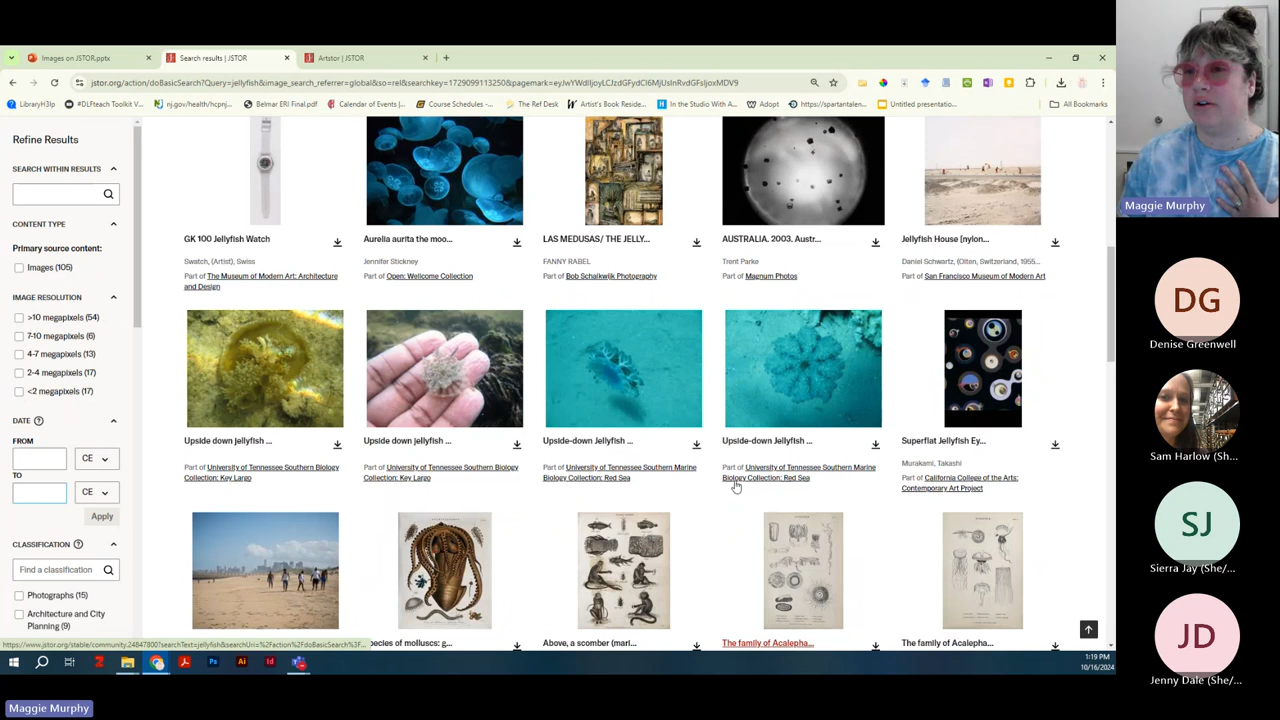 Images on JSTOR.pptx
Search results | JSTOR
Artstor | JSTOR
jstor.org/action/doBasicSearch?Query=jellyfish&image_search_referrer=global&so=rel&searchkey=1729099113250&pagemark=eyJwYWdlIjoyLCJzdGFydCI6MjUsInRvdGFsIjoxMDV9
LibraryH3lp
#DLFteach Toolkit V...
nj.gov/health/hcpnj...
Belmar ERI Final.pdf
Calendar of Events |...
Course Schedules -...
The Ref Desk
Artist's Book Reside...
In the Studio With A...
Adopt
https://spartantalen...
Untitled presentatio...
All Bookmarks
Refine Results
SEARCH WITHIN RESULTS
CONTENT TYPE
Primary source content:
Images (105)
IMAGE RESOLUTION
>10 megapixels (54)
7-10 megapixels (6)
4-7 megapixels (13)
2-4 megapixels (17)
<2 megapixels (17)
DATE
FROM
CE
TO
CE
Apply
CLASSIFICATION
Find a classification
Photographs (15)
Architecture and City
Planning (9)
GK 100 Jellyfish Watch
Swatch, (Artist), Swiss
Part of The Museum of Modern Art: Architecture
and Design
Aurelia aurita the moo...
Jennifer Stickney
Part of Open: Wellcome Collection
LAS MEDUSAS/ THE JELLY...
FANNY RABEL
Part of Bob Schalkwijk Photography
AUSTRALIA. 2003. Austr...
Trent Parke
Part of Magnum Photos
Jellyfish House [nylon...
Daniel Schwartz, (Olten, Switzerland, 1955...
Part of San Francisco Museum of Modern Art
Upside down jellyfish ...
Part of University of Tennessee Southern Biology
Collection: Key Largo
Upside down jellyfish ...
Part of University of Tennessee Southern Biology
Collection: Key Largo
Upside-down Jellyfish ...
Part of University of Tennessee Southern Marine
Biology Collection: Red Sea
Upside-down Jellyfish ...
Part of University of Tennessee Southern Marine
Biology Collection: Red Sea
Superflat Jellyfish Ey...
Murakami, Takashi
Part of California College of the Arts:
Contemporary Art Project
pecies of molluscs: g...
Above, a scomber (marl...
The family of Acalepha...
The family of Acalepha...
1:19 PM
10/16/2024
Maggie Murphy
Maggie Murphy
DG
Denise Greenwell
Sam Harlow (Sh...
SJ
Sierra Jay (She/...
JD
Jenny Dale (She/...